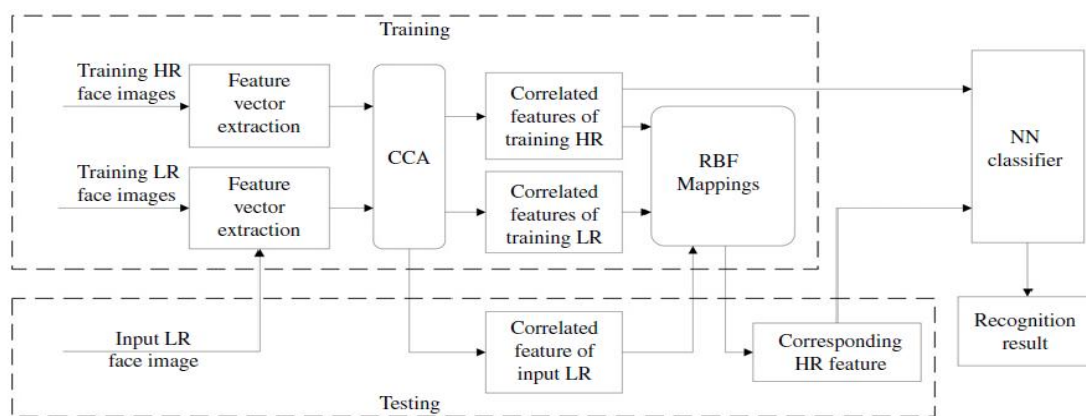 Training
Training HR
face images
Feature
vector
extraction
CCA
Correlated
features of
training HR
RBF
Mappings
NN
classifier
Training LR
face images
Feature
vector
extraction
Correlated
features of
training LR
Input LR
face image
Correlated
feature of
input LR
Corresponding
HR feature
Recognition
result
Testing